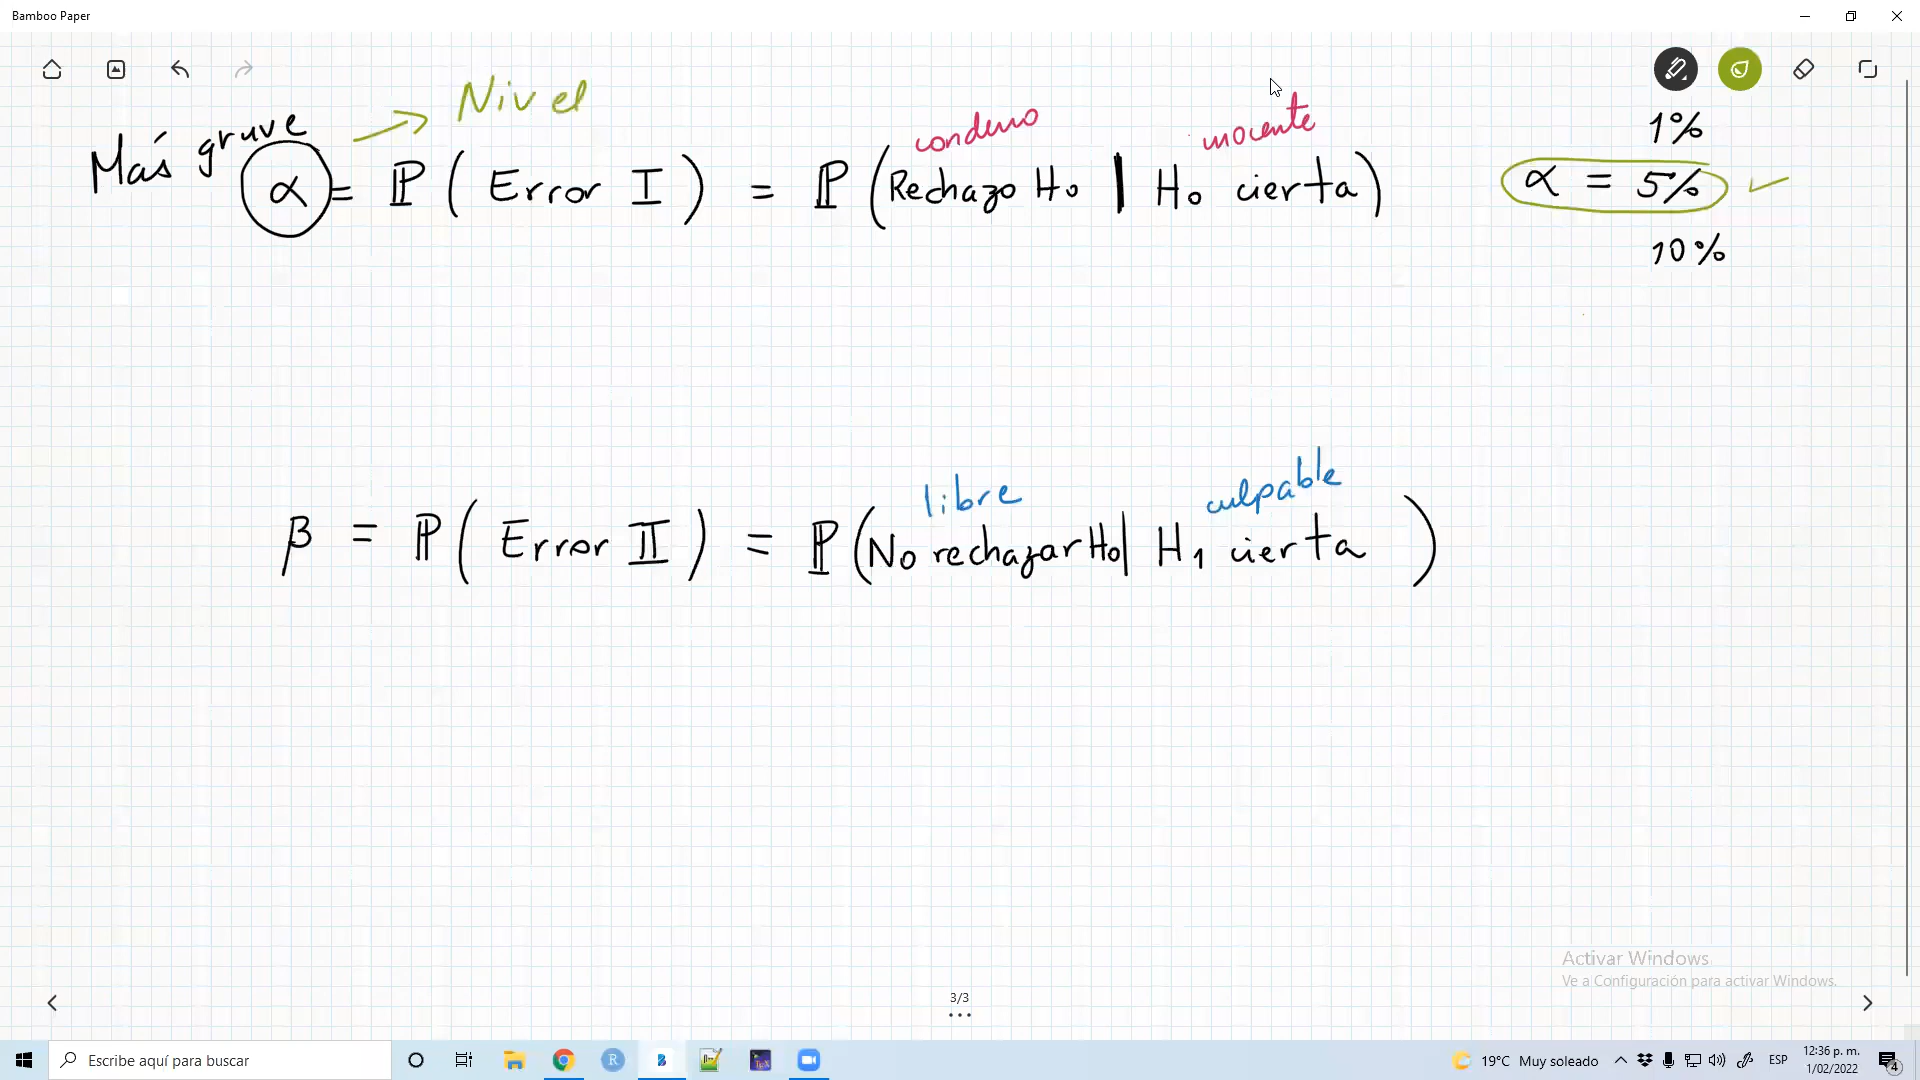 Bamboo Paper
Nivel
Más grave
condeno
inocente
1%
α = ℙ ( Error I ) = ℙ (Rechazo H₀ | H₀ cierta)
α = 5%
10%
libre
culpable
β = ℙ ( Error II ) = ℙ (No rechazar H₀ | H₁ cierta )
Activar Windows
Ve a Configuración para activar Windows.
3/3
Escribe aquí para buscar
19°C Muy soleado
ESP
12:36 p. m.
1/02/2022
4